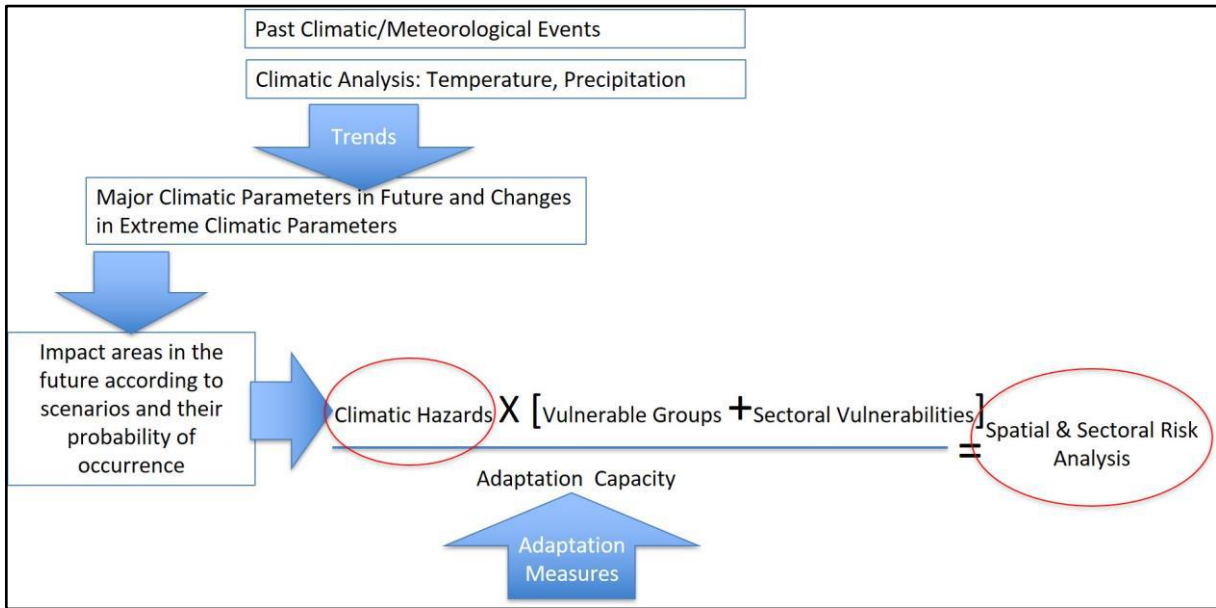 Past Climatic/Meteorological Events
Climatic Analysis: Temperature, Precipitation
Trends
Major Climatic Parameters in Future and Changes
in Extreme Climatic Parameters
Impact areas in the
future according to
scenarios and their
probability of
occurrence
Climatic Hazards X [Vulnerable Groups +Sectoral Vulnerabilities]
=
Spatial & Sectoral Risk
Analysis
Adaptation Capacity
Adaptation
Measures